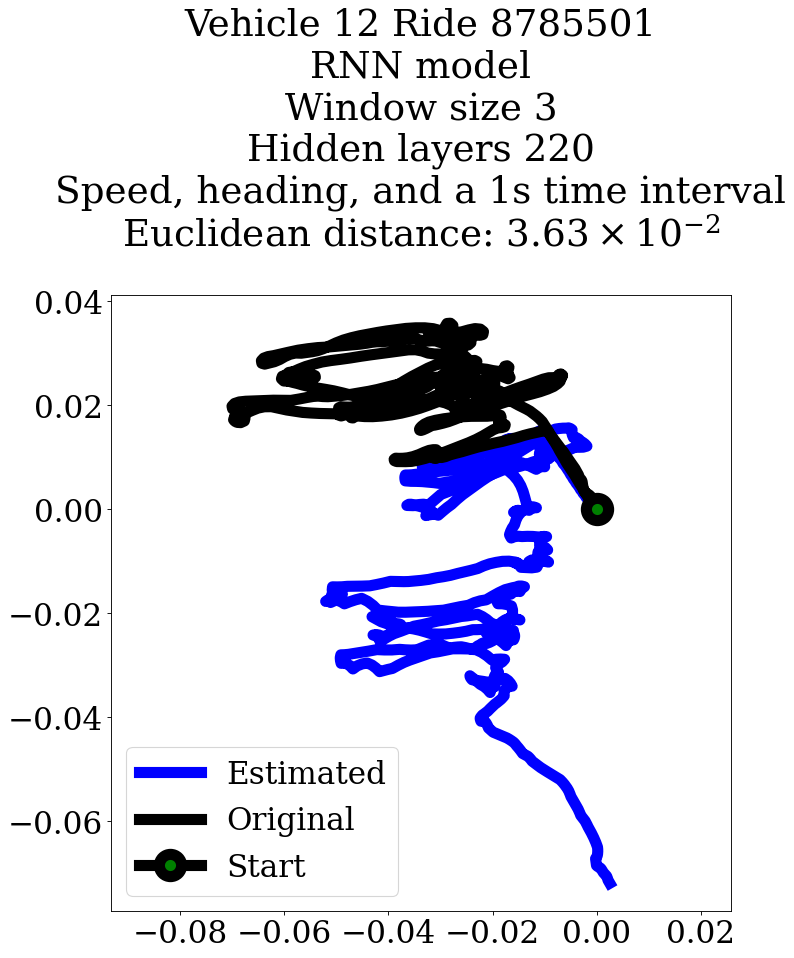 Vehicle 12 Ride 8785501
RNN model
Window size 3
Hidden layers 220
Speed, heading, and a 1s time interval
Euclidean distance: 3.63 × 10⁻²
0.04
0.02
0.00
−0.02
−0.04
−0.06
Estimated
Original
Start
−0.08 −0.06 −0.04 −0.02 0.00 0.02